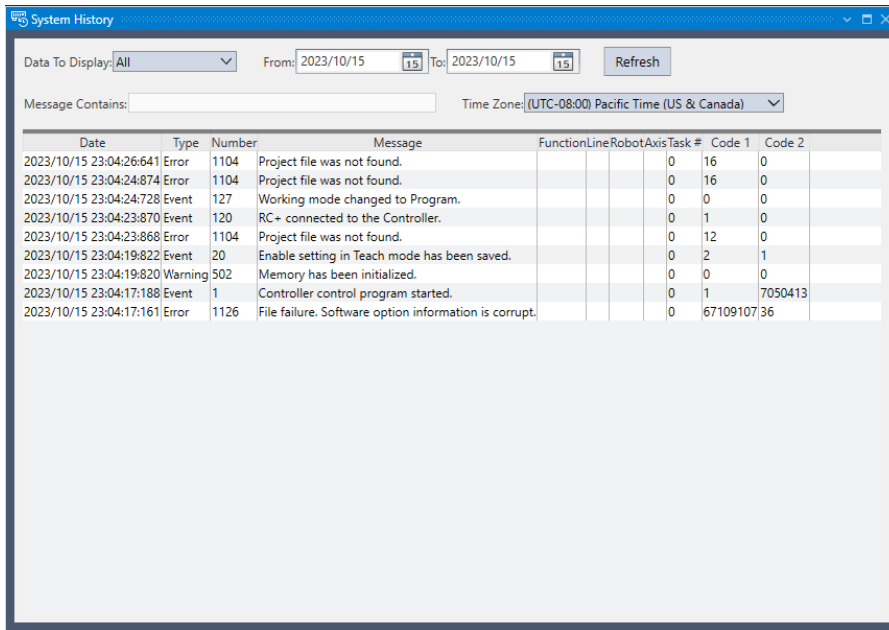 System History
Data To Display: All From: 2023/10/15 15 To: 2023/10/15 15 Refresh
Message Contains: Time Zone: (UTC-08:00) Pacific Time (US & Canada)
Date Type Number Message Function Line Robot Axis Task # Code 1 Code 2
2023/10/15 23:04:26:641 Error 1104 Project file was not found. 0 16 0
2023/10/15 23:04:24:874 Error 1104 Project file was not found. 0 16 0
2023/10/15 23:04:24:728 Event 127 Working mode changed to Program. 0 0 0
2023/10/15 23:04:23:870 Event 120 RC+ connected to the Controller. 0 1 0
2023/10/15 23:04:23:868 Error 1104 Project file was not found. 0 12 0
2023/10/15 23:04:19:822 Event 20 Enable setting in Teach mode has been saved. 0 2 1
2023/10/15 23:04:19:820 Warning 502 Memory has been initialized. 0 0 0
2023/10/15 23:04:17:188 Event 1 Controller control program started. 0 1 7050413
2023/10/15 23:04:17:161 Error 1126 File failure. Software option information is corrupt. 0 67109107 36